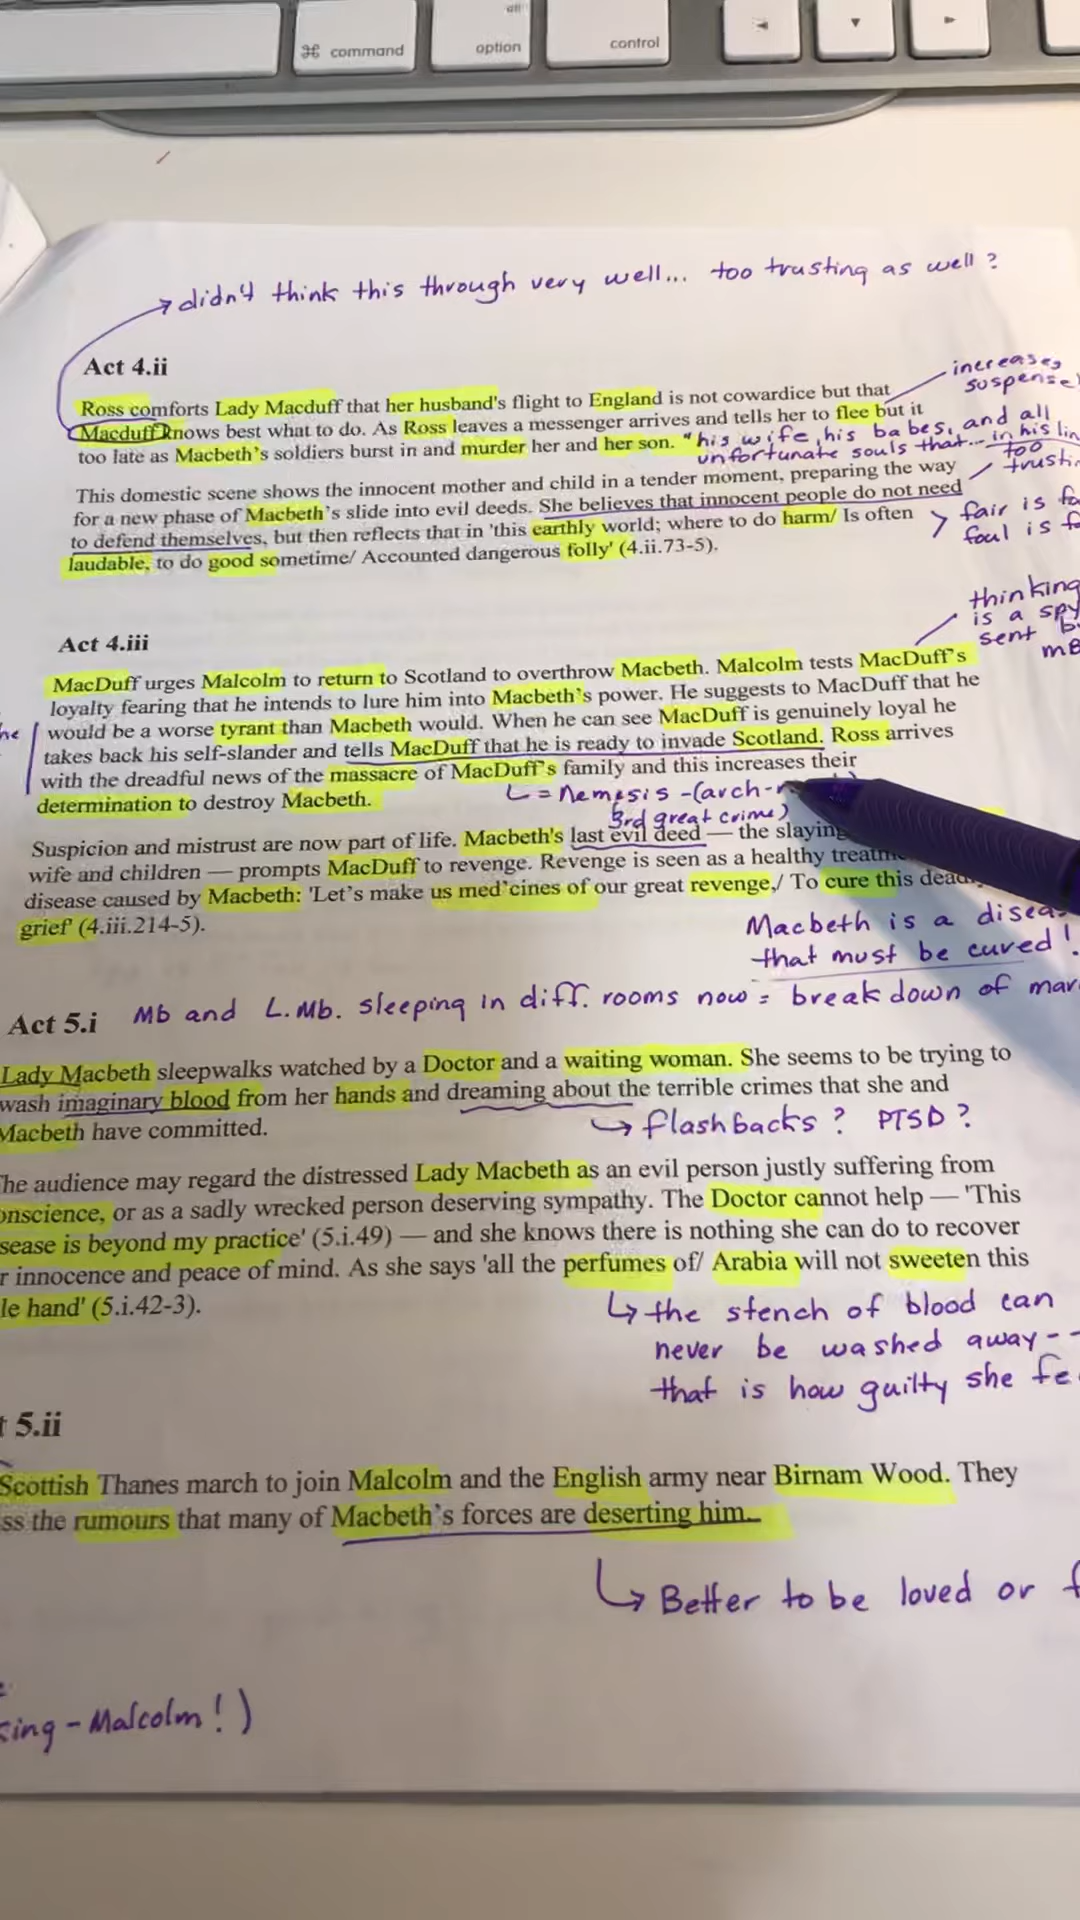 alt
⌘ command
option
control
◄
▼
►
didn't think this through very well... too trusting as well?
Act 4.ii
increases
suspense
Ross comforts Lady Macduff that her husband's flight to England is not cowardice but that
Macduff knows best what to do. As Ross leaves a messenger arrives and tells her to flee but it
too late as Macbeth's soldiers burst in and murder her and her son. "his wife, his babes, and all
unfortunate souls that... in his lin
too
trusti
This domestic scene shows the innocent mother and child in a tender moment, preparing the way
for a new phase of Macbeth's slide into evil deeds. She believes that innocent people do not need
to defend themselves, but then reflects that in 'this earthly world; where to do harm/ Is often
laudable, to do good sometime/ Accounted dangerous folly' (4.ii.73-5).
fair is fo
foul is fa
Act 4.iii
thinking
is a spy
sent b
MB
MacDuff urges Malcolm to return to Scotland to overthrow Macbeth. Malcolm tests MacDuff's
loyalty fearing that he intends to lure him into Macbeth's power. He suggests to MacDuff that he
he
would be a worse tyrant than Macbeth would. When he can see MacDuff is genuinely loyal he
takes back his self-slander and tells MacDuff that he is ready to invade Scotland. Ross arrives
with the dreadful news of the massacre of MacDuff's family and this increases their
determination to destroy Macbeth.
= nemesis - (arch-
3rd great crime)
Suspicion and mistrust are now part of life. Macbeth's last evil deed — the slaying
wife and children — prompts MacDuff to revenge. Revenge is seen as a healthy treatm
disease caused by Macbeth: 'Let's make us med'cines of our great revenge,/ To cure this dead
grief' (4.iii.214-5).
Macbeth is a disea
that must be cured!
Act 5.i
Mb and L.Mb. sleeping in diff. rooms now = breakdown of mar
Lady Macbeth sleepwalks watched by a Doctor and a waiting woman. She seems to be trying to
wash imaginary blood from her hands and dreaming about the terrible crimes that she and
Macbeth have committed.
flashbacks? PTSD?
he audience may regard the distressed Lady Macbeth as an evil person justly suffering from
onscience, or as a sadly wrecked person deserving sympathy. The Doctor cannot help — 'This
sease is beyond my practice' (5.i.49) — and she knows there is nothing she can do to recover
r innocence and peace of mind. As she says 'all the perfumes of/ Arabia will not sweeten this
le hand' (5.i.42-3).
the stench of blood can
never be washed away--
that is how guilty she fe
t 5.ii
Scottish Thanes march to join Malcolm and the English army near Birnam Wood. They
ss the rumours that many of Macbeth's forces are deserting him.
Better to be loved or f
king - Malcolm!)